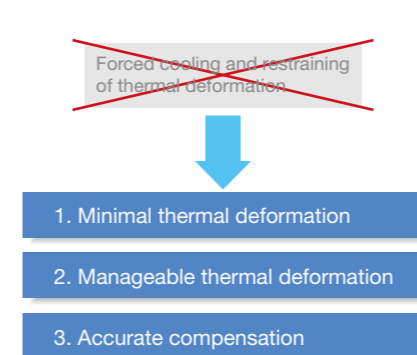 Forced cooling and restraining
of thermal deformation
1. Minimal thermal deformation
2. Manageable thermal deformation
3. Accurate compensation